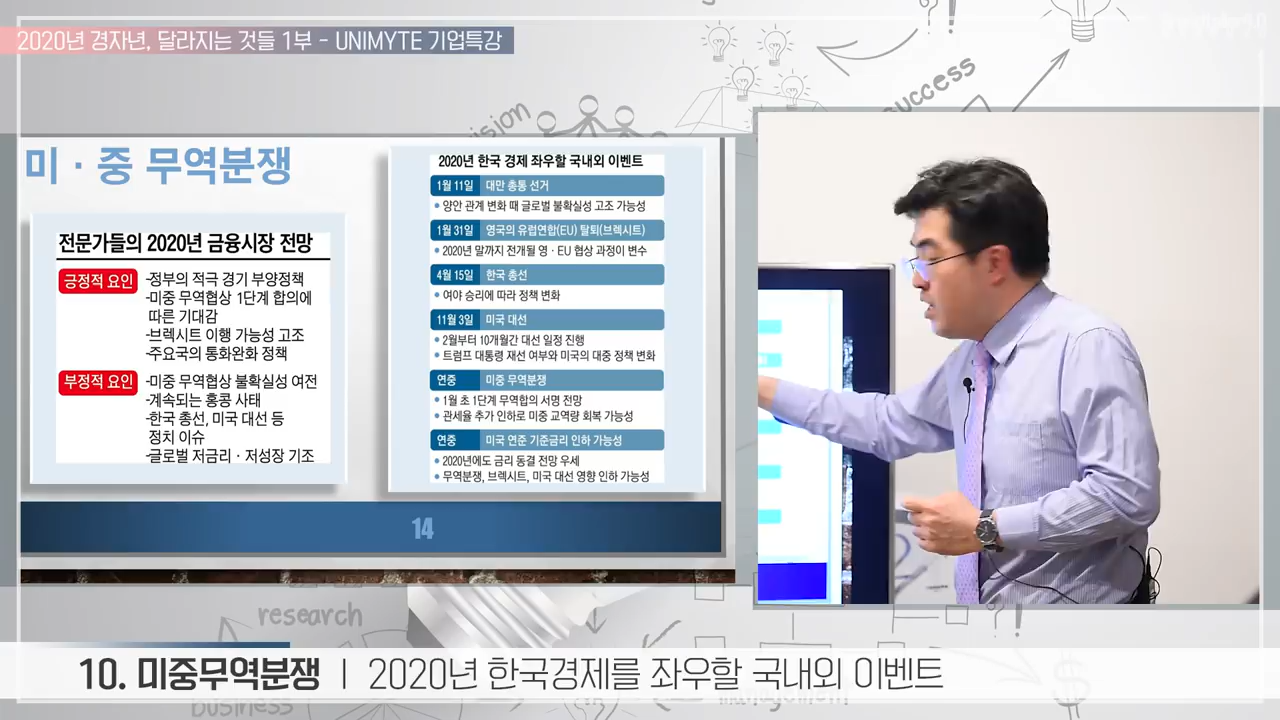 2020년 경자년, 달라지는 것들 1부 - UNIMYTE 기업특강
success
vision
미 · 중 무역분쟁
전문가들의 2020년 금융시장 전망
긍정적 요인
-정부의 적극 경기 부양정책
-미중 무역협상 1단계 합의에
따른 기대감
-브렉시트 이행 가능성 고조
-주요국의 통화완화 정책
부정적 요인
-미중 무역협상 불확실성 여전
-계속되는 홍콩 사태
-한국 총선, 미국 대선 등
정치 이슈
-글로벌 저금리 · 저성장 기조
2020년 한국 경제 좌우할 국내외 이벤트
1월 11일 대만 총통 선거
• 양안 관계 변화 때 글로벌 불확실성 고조 가능성
1월 31일 영국의 유럽연합(EU) 탈퇴(브렉시트)
• 2020년 말까지 전개될 영 · EU 협상 과정이 변수
4월 15일 한국 총선
• 여야 승리에 따라 정책 변화
11월 3일 미국 대선
• 2월부터 10개월간 대선 일정 진행
• 트럼프 대통령 재선 여부와 미국의 대중 정책 변화
연중 미중 무역분쟁
• 1월 초 1단계 무역합의 서명 전망
• 관세율 추가 인하로 미중 교역량 회복 가능성
연중 미국 연준 기준금리 인하 가능성
• 2020년에도 금리 동결 전망 우세
• 무역분쟁, 브렉시트, 미국 대선 영향 인하 가능성
14
research
10. 미중무역분쟁 | 2020년 한국경제를 좌우할 국내외 이벤트
business
management